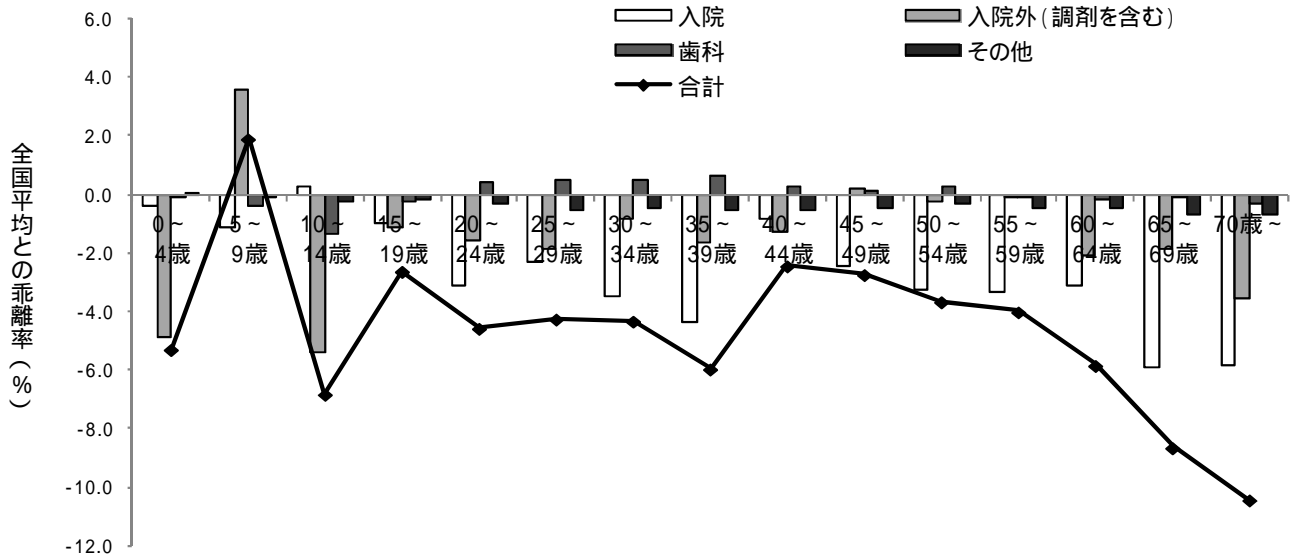 入院
入院外(調剤を含む)
歯科
その他
合計
6.0
4.0
2.0
0.0
-2.0
-4.0
-6.0
-8.0
-10.0
-12.0
全国平均との乖離率(%)
0~
4歳
5~
9歳
10~
14歳
15~
19歳
20~
24歳
25~
29歳
30~
34歳
35~
39歳
40~
44歳
45~
49歳
50~
54歳
55~
59歳
60~
64歳
65~
69歳
70歳~